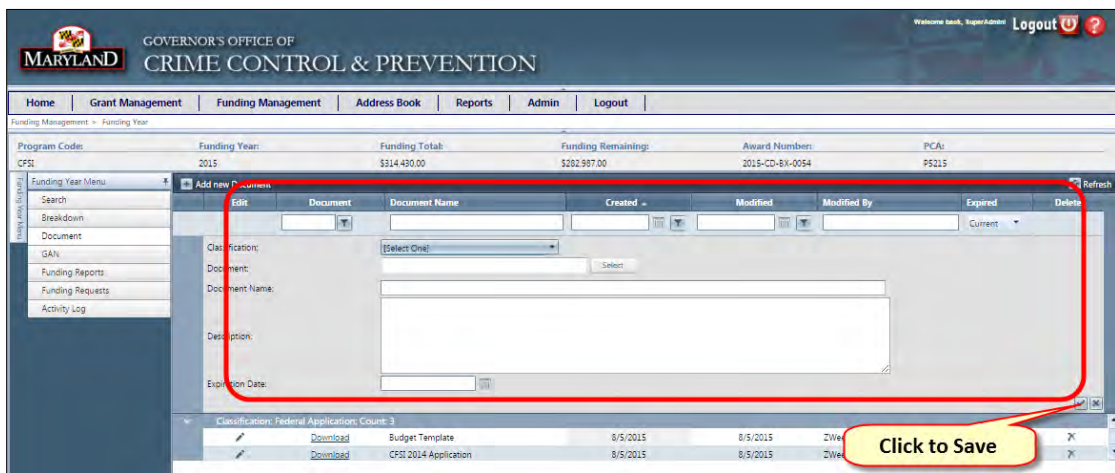 Welcome back, SuperAdmin!
Logout
MARYLAND
GOVERNOR'S OFFICE OF
CRIME CONTROL & PREVENTION
Home Grant Management Funding Management Address Book Reports Admin Logout
Funding Management > Funding Year
Program Code: Funding Year: Funding Total: Funding Remaining: Award Number: PCA:
CFSI 2015 $314,430.00 $282,987.00 2015-CD-BX-0054 P5215
Funding Year Menu
Funding Year Menu
Search
Breakdown
Document
GAN
Funding Reports
Funding Requests
Activity Log
Add new Document Refresh
Edit Document Document Name Created Modified Modified By Expired Delete
Current
Classification: [Select One]
Document: Select
Document Name:
Description:
Expiration Date:
Classification: Federal Application; Count: 3
Download Budget Template 8/5/2015 8/5/2015
Download CFSI 2014 Application 8/5/2015 8/5/2015
Click to Save